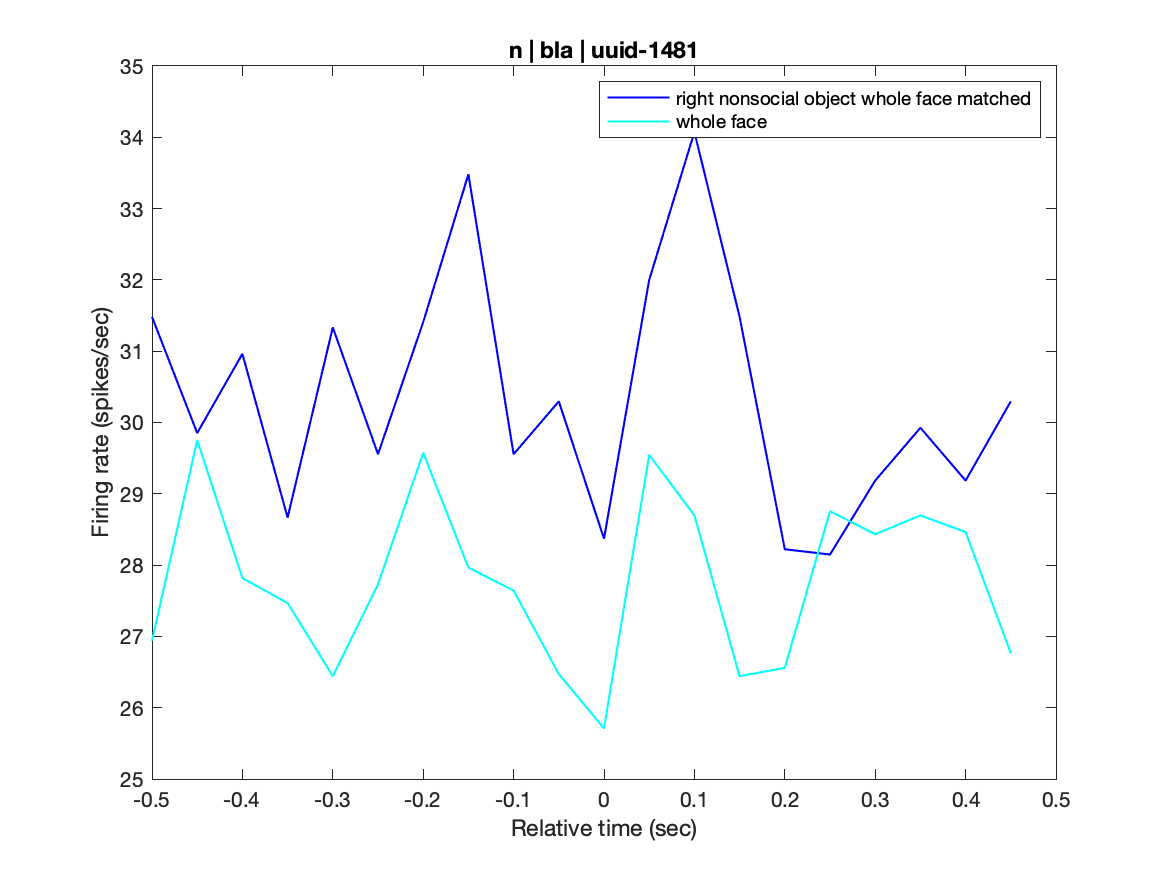 n | bla | uuid-1481
35
34
33
32
31
30
29
28
27
26
25
Firing rate (spikes/sec)
right nonsocial object whole face matched
whole face
-0.5 -0.4 -0.3 -0.2 -0.1 0 0.1 0.2 0.3 0.4 0.5
Relative time (sec)